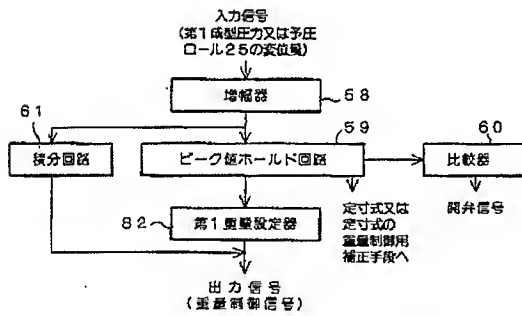 入力信号
(第1成型圧力又は予圧
ロール25の変位量)
増幅器
58
61
59
60
積分回路
ピーク値ホールド回路
比較器
82
第1重量設定器
定寸式又は
定寸式の
重量制御用
補正手段へ
開弁信号
出力信号
(重量制御信号)